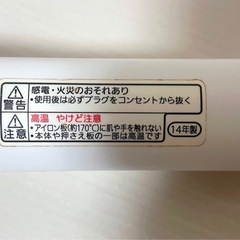 警告
感電・火災のおそれあり
•使用後は必ずプラグをコンセントから抜く
注意
高温 やけど注意
•アイロン板(約170℃)に肌や手を触れない
•本体や押さえ板の一部は高温です
14年製